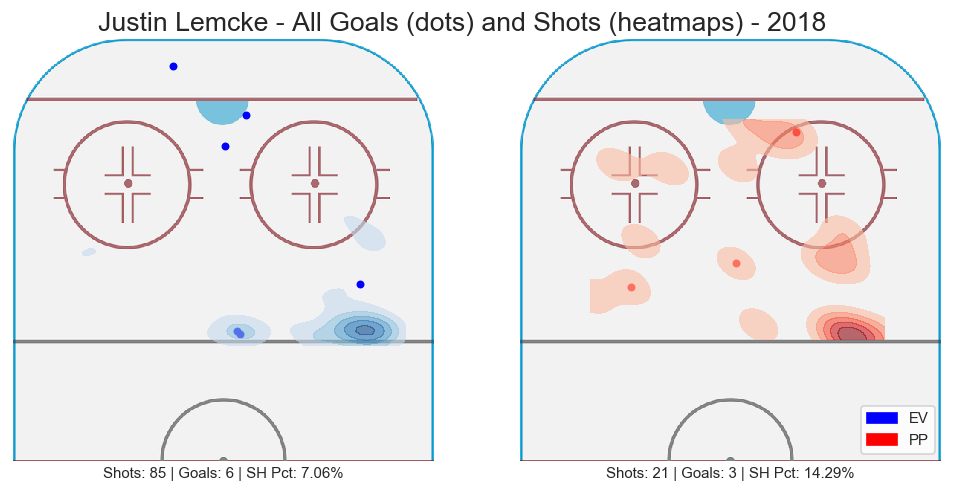 Justin Lemcke - All Goals (dots) and Shots (heatmaps) - 2018
EV
PP
Shots: 85 | Goals: 6 | SH Pct: 7.06%
Shots: 21 | Goals: 3 | SH Pct: 14.29%